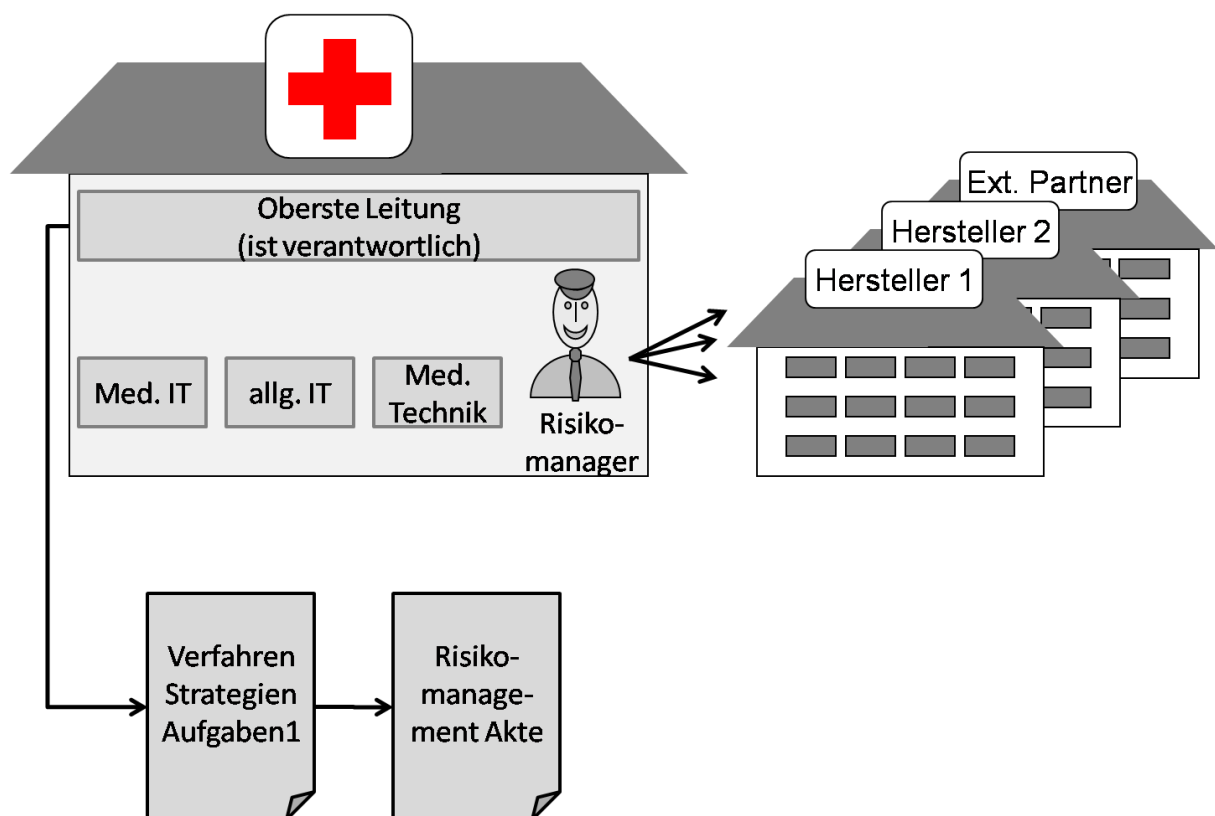 Oberste Leitung
(ist verantwortlich)
Med. IT
allg. IT
Med.
Technik
Risiko-
manager
Ext. Partner
Hersteller 2
Hersteller 1
Verfahren
Strategien
Aufgaben1
Risiko-
manage-
ment Akte